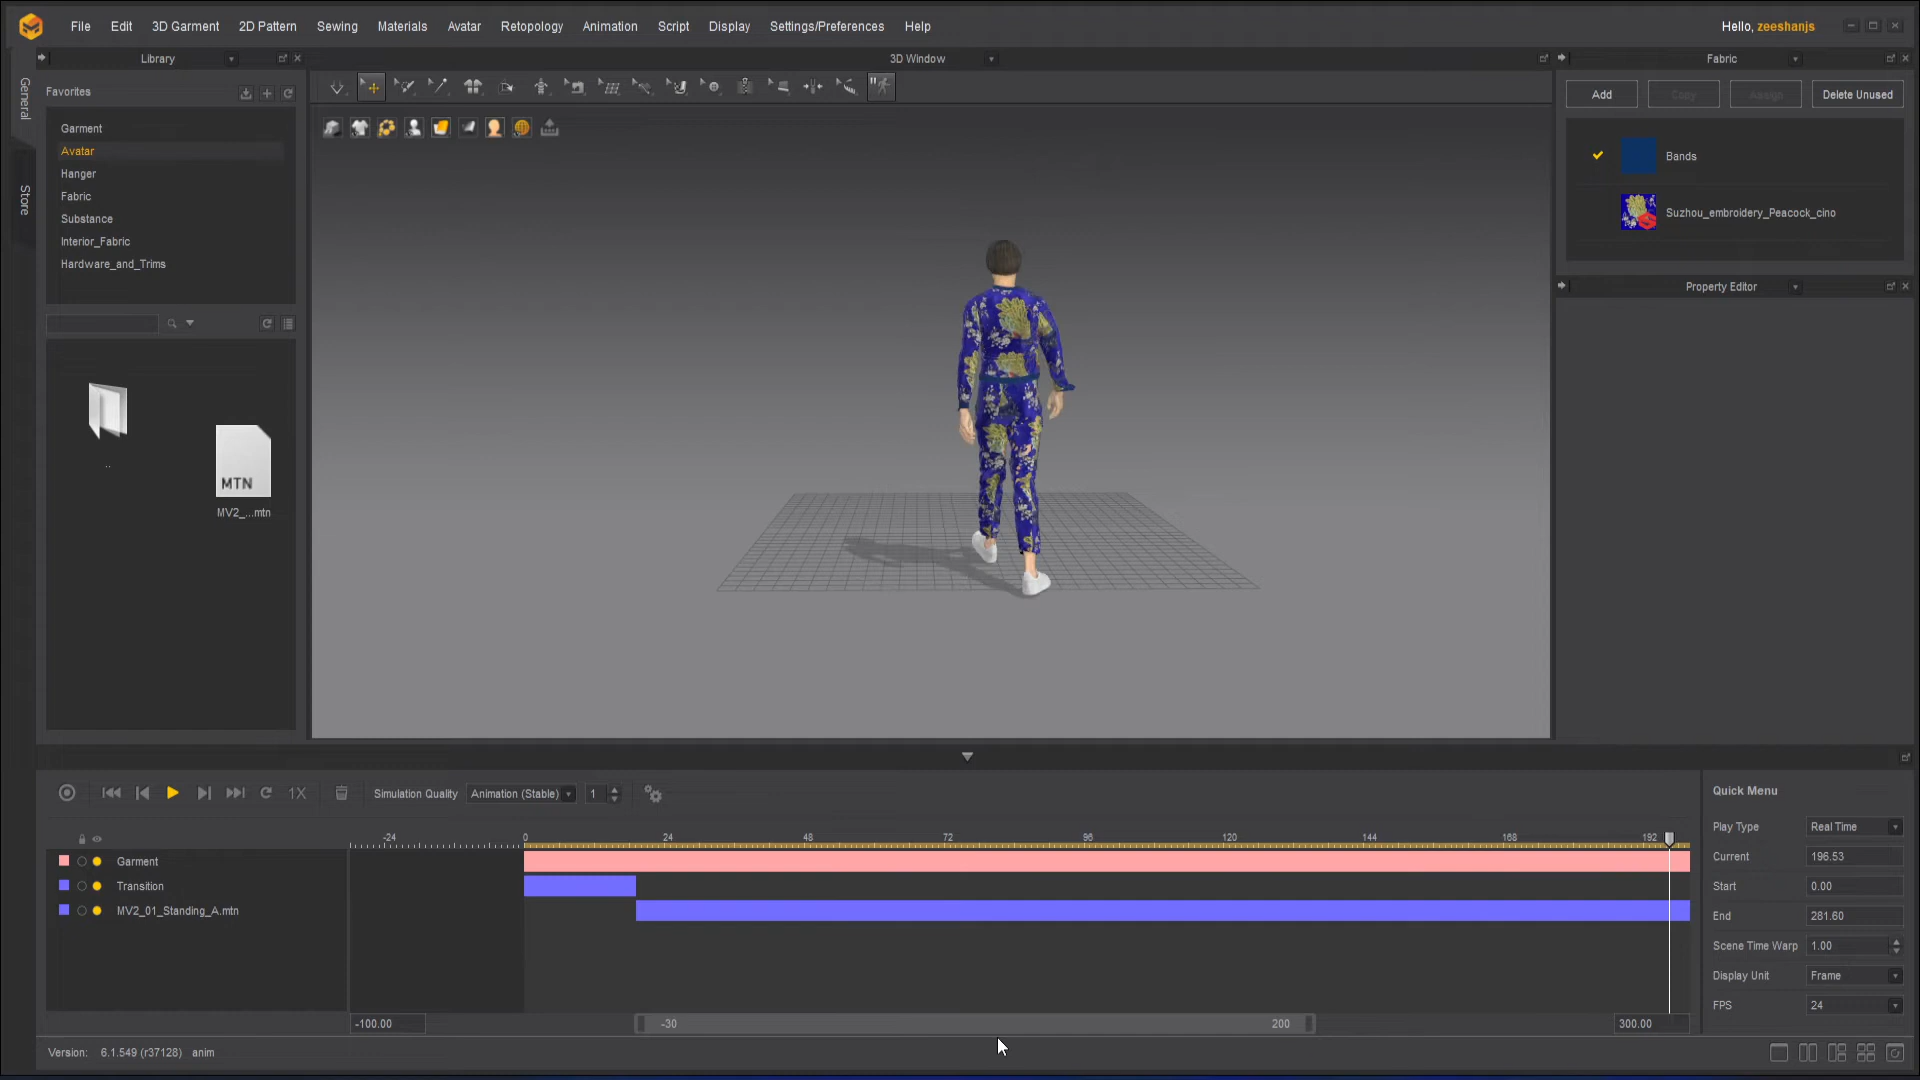 File Edit 3D Garment 2D Pattern Sewing Materials Avatar Retopology Animation Script Display Settings/Preferences Help
Hello, zeeshanjs
Library
3D Window
Fabric
General
Store
Favorites
Garment
Avatar
Hanger
Fabric
Substance
Interior_Fabric
Hardware_and_Trims
..
MTN
MV2_...mtn
Add Copy Assign Delete Unused
Bands
Suzhou_embroidery_Peacock_cino
Property Editor
1X
Simulation Quality Animation (Stable) 1
-24 0 24 48 72 96 120 144 168 192
Garment
Transition
MV2_01_Standing_A.mtn
-100.00 -30 200 300.00
Quick Menu
Play Type Real Time
Current 196.53
Start 0.00
End 281.60
Scene Time Warp 1.00
Display Unit Frame
FPS 24
Version: 6.1.549 (r37128) anim